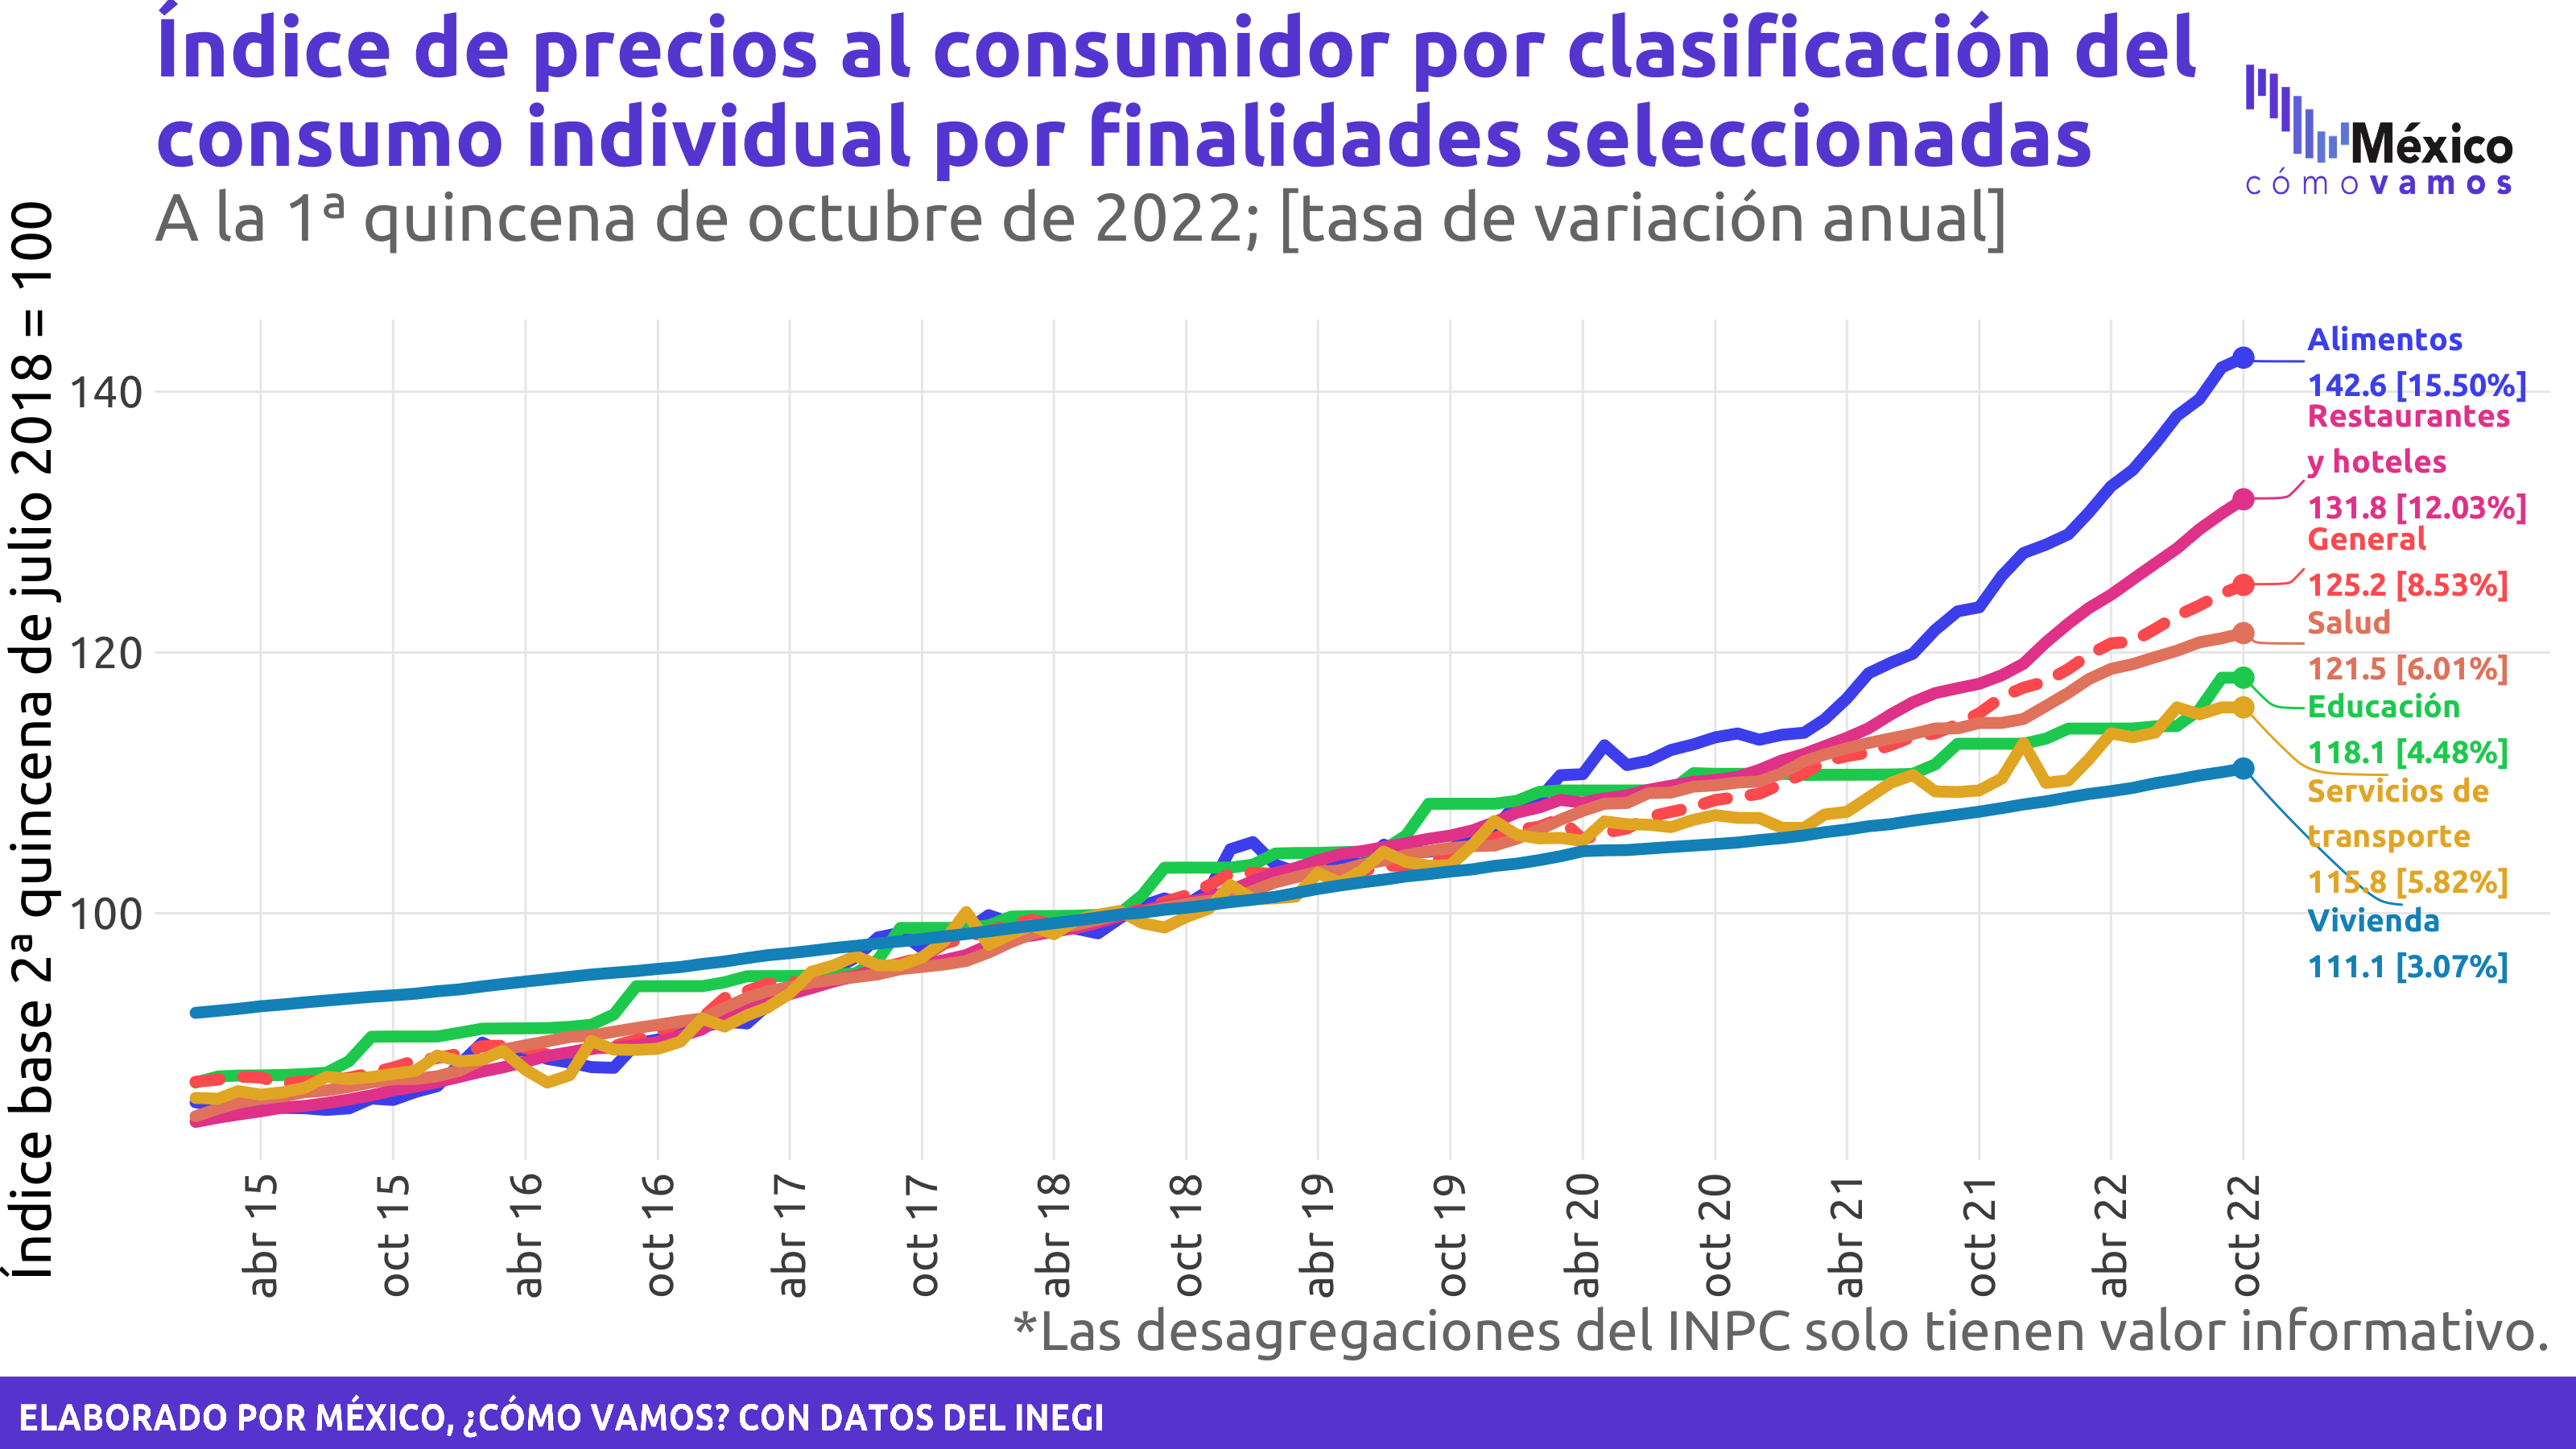 Índice de precios al consumidor por clasificación del
consumo individual por finalidades seleccionadas
A la 1ª quincena de octubre de 2022; [tasa de variación anual]
México
cómo vamos
Índice base 2ª quincena de julio 2018 = 100
140
120
100
Alimentos
142.6 [15.50%]
Restaurantes
y hoteles
131.8 [12.03%]
General
125.2 [8.53%]
Salud
121.5 [6.01%]
Educación
118.1 [4.48%]
Servicios de
transporte
115.8 [5.82%]
Vivienda
111.1 [3.07%]
abr 15
oct 15
abr 16
oct 16
abr 17
oct 17
abr 18
oct 18
abr 19
oct 19
abr 20
oct 20
abr 21
oct 21
abr 22
oct 22
*Las desagregaciones del INPC solo tienen valor informativo.
ELABORADO POR MÉXICO, ¿CÓMO VAMOS? CON DATOS DEL INEGI